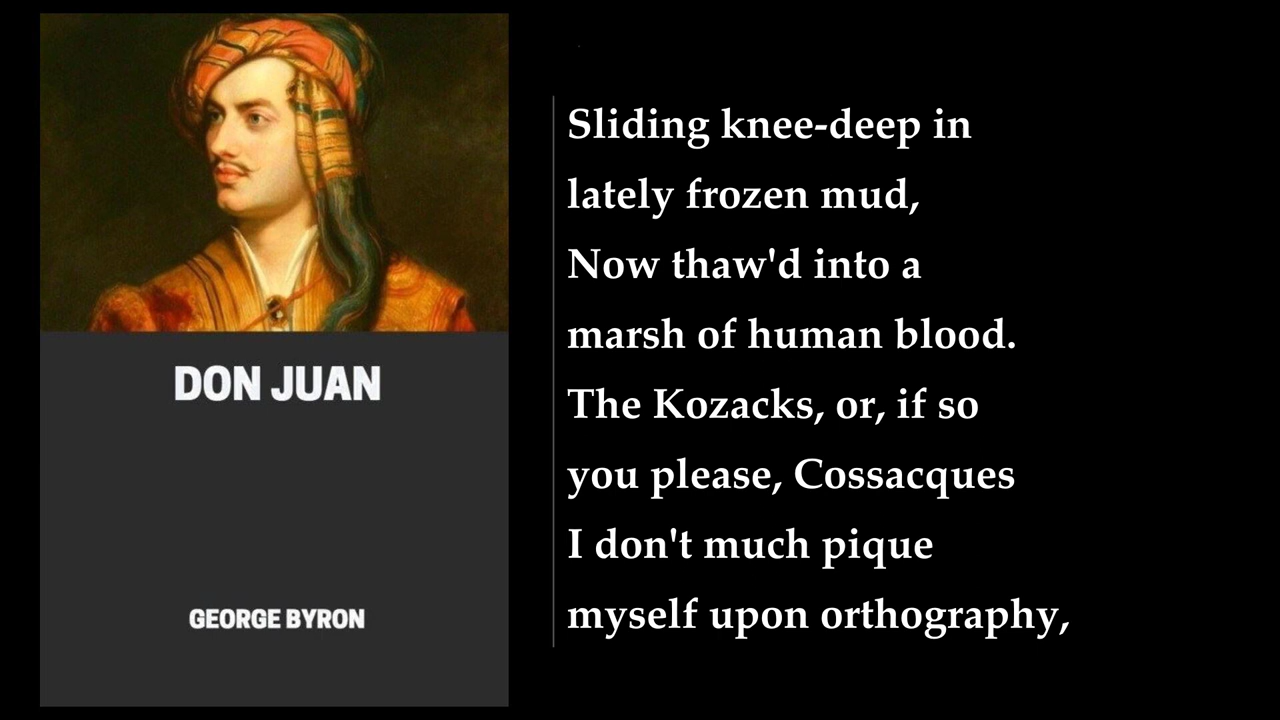 DON JUAN
GEORGE BYRON
Sliding knee-deep in
lately frozen mud,
Now thaw'd into a
marsh of human blood.
The Kozacks, or, if so
you please, Cossacques
I don't much pique
myself upon orthography,